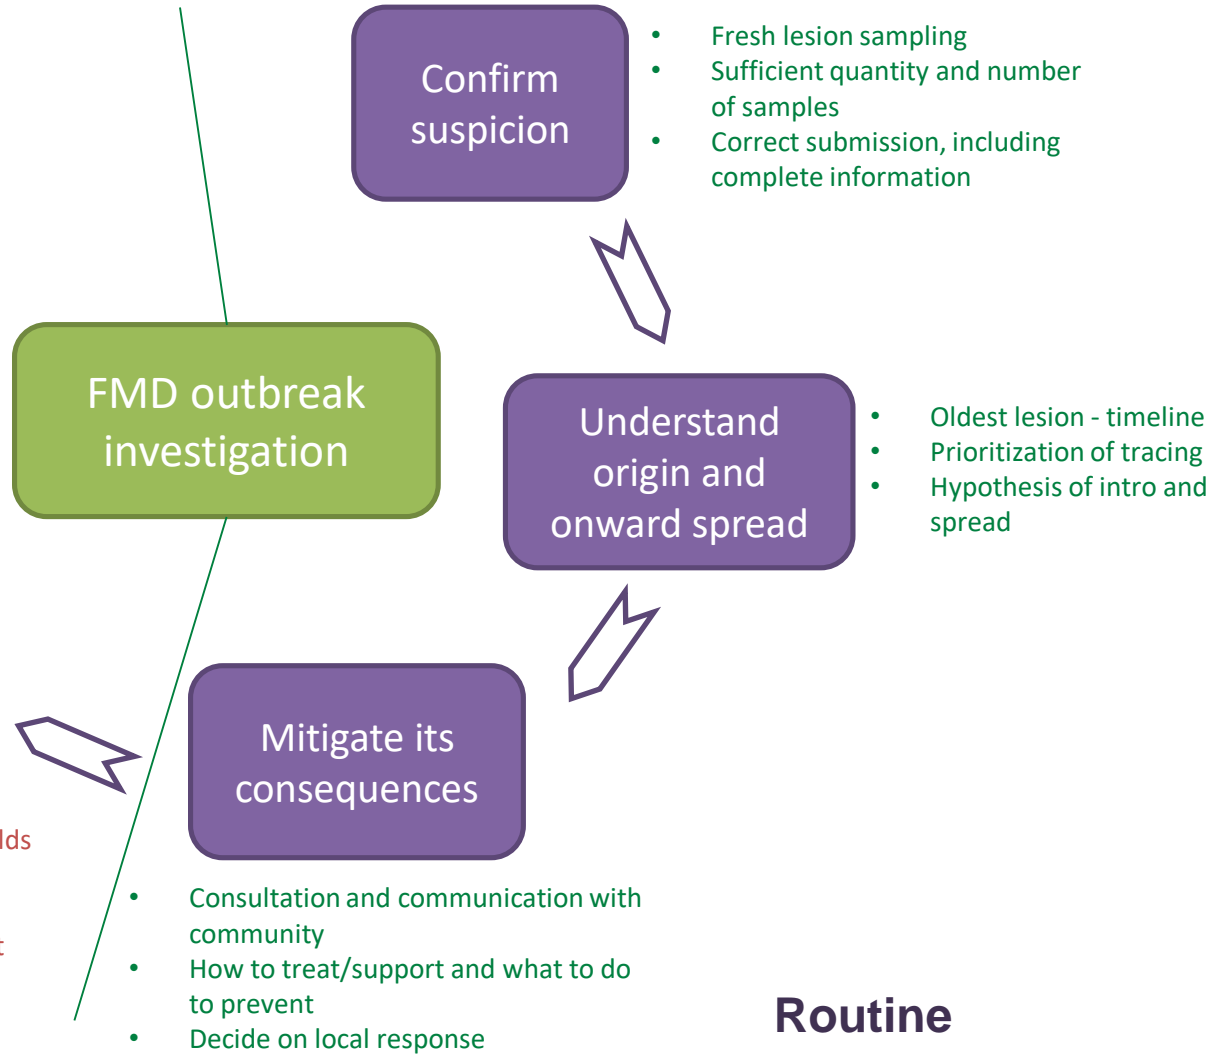 Confirm
suspicion
• Fresh lesion sampling
• Sufficient quantity and number
of samples
• Correct submission, including
complete information
FMD outbreak
investigation
Understand
origin and
onward spread
• Oldest lesion - timeline
• Prioritization of tracing
• Hypothesis of intro and
spread
Mitigate its
consequences
• Consultation and communication with
community
• How to treat/support and what to do
to prevent
• Decide on local response
Routine